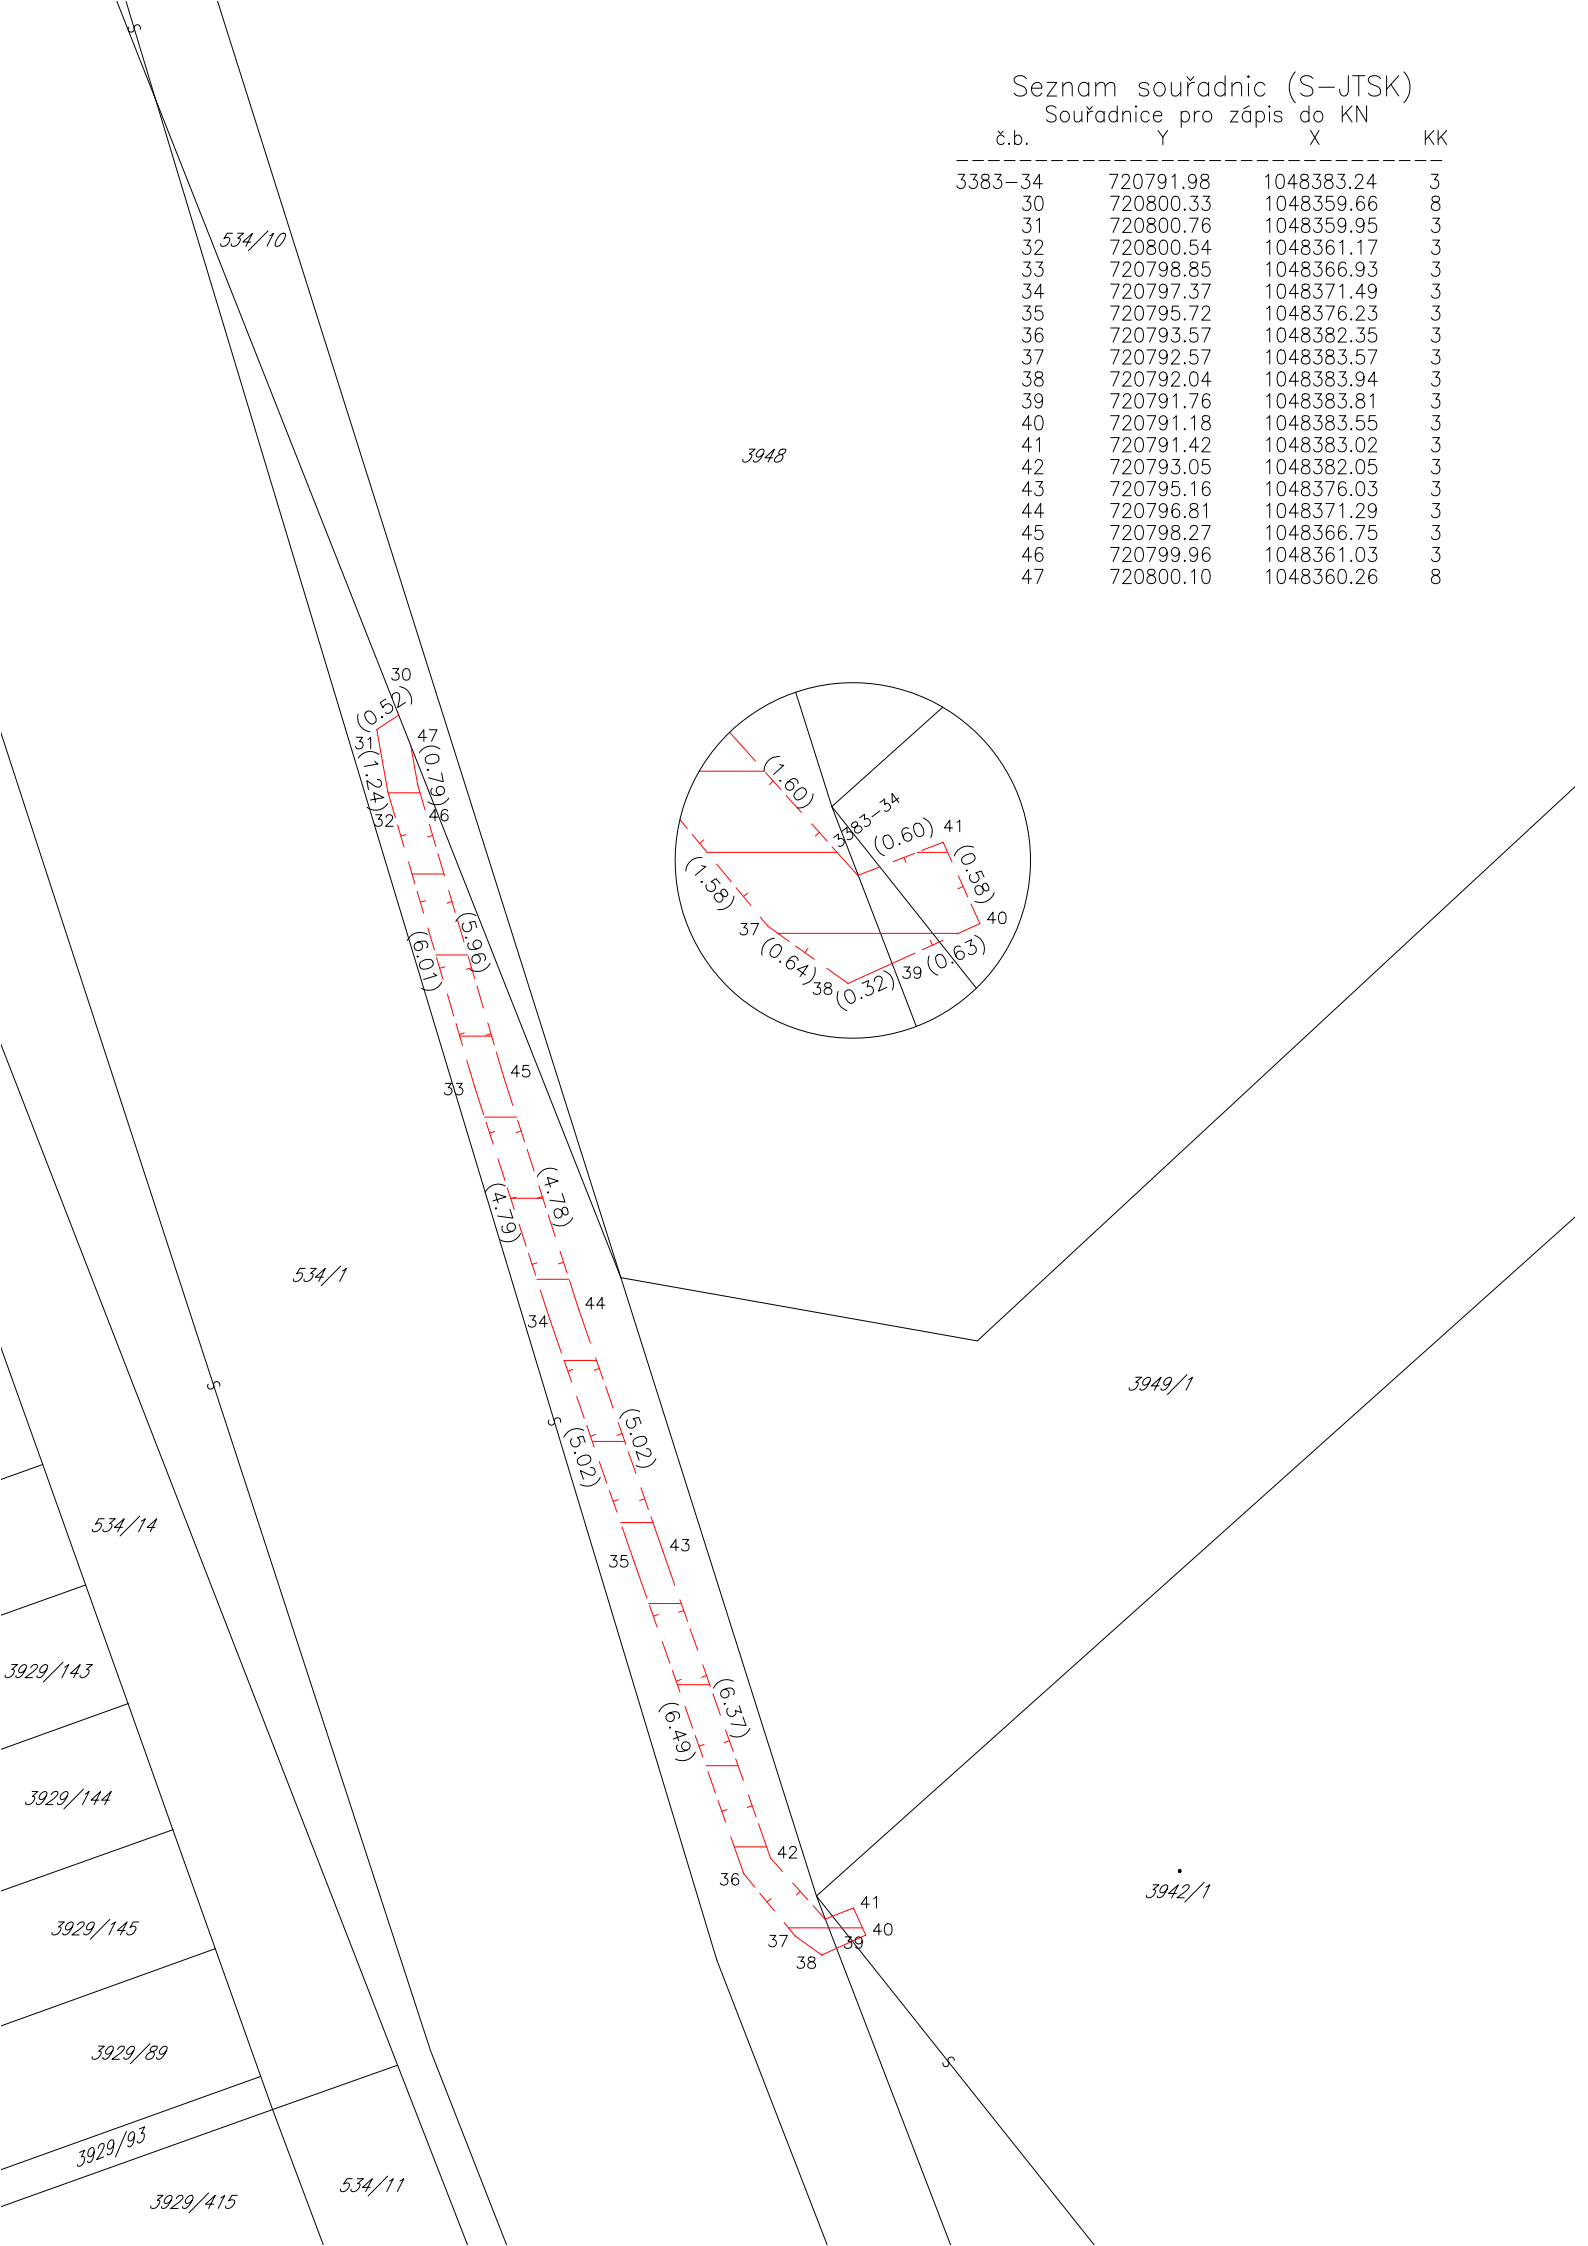 Seznam souřadnic (S-JTSK)
Souřadnice pro zápis do KN
č.b. Y X KK
3383-34 720791.98 1048383.24 3
30 720800.33 1048359.66 8
31 720800.76 1048359.95 3
32 720800.54 1048361.17 3
33 720798.85 1048366.93 3
34 720797.37 1048371.49 3
35 720795.72 1048376.23 3
36 720793.57 1048382.35 3
37 720792.57 1048383.57 3
38 720792.04 1048383.94 3
39 720791.76 1048383.81 3
40 720791.18 1048383.55 3
41 720791.42 1048383.02 3
42 720793.05 1048382.05 3
43 720795.16 1048376.03 3
44 720796.81 1048371.29 3
45 720798.27 1048366.75 3
46 720799.96 1048361.03 3
47 720800.10 1048360.26 8
534/10
3948
30
(0.52)
31
47
(1.24)
(0.79)
32
46
(5.96)
(6.01)
45
33
(4.78)
(4.79)
44
34
(5.02)
(5.02)
43
35
(6.37)
(6.49)
42
36
41
40
39
37
38
(1.60)
3383-34
(0.60)
41
(1.58)
(0.58)
40
37
(0.64)
38
(0.32)
39
(0.63)
534/1
3949/1
534/14
3929/143
3929/144
3942/1
3929/145
3929/89
3929/93
534/11
3929/415